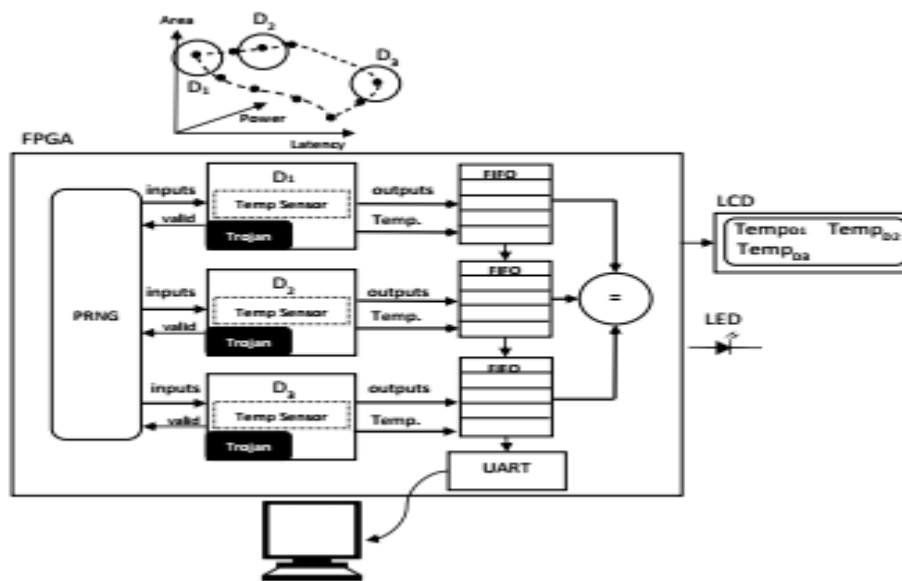 Area
D2
D1
D3
Power
Latency
FPGA
PRNG
inputs
valid
D1
Temp Sensor
Trojan
outputs
Temp.
FIFO
inputs
valid
D2
Temp Sensor
Trojan
outputs
Temp.
FIFO
inputs
valid
D3
Temp Sensor
Trojan
outputs
Temp.
FIFO
=
UART
LCD
TempD1 TempD2
TempD3
LED